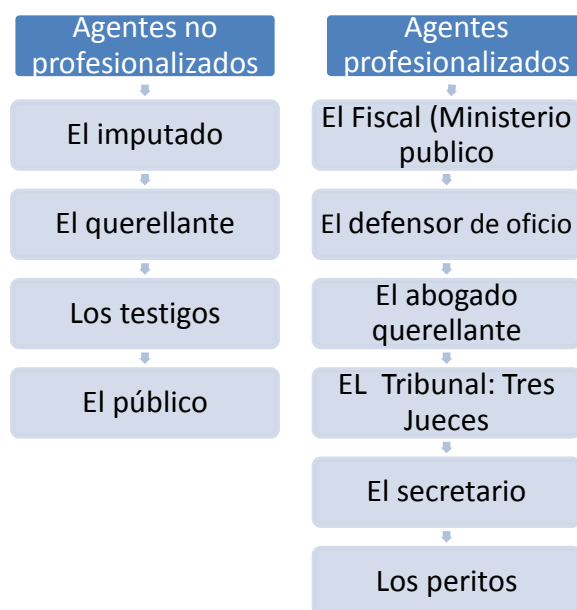 Agentes no
profesionalizados
El imputado
El querellante
Los testigos
El público
Agentes
profesionalizados
El Fiscal (Ministerio
publico
El defensor de oficio
El abogado
querellante
EL Tribunal: Tres
Jueces
El secretario
Los peritos